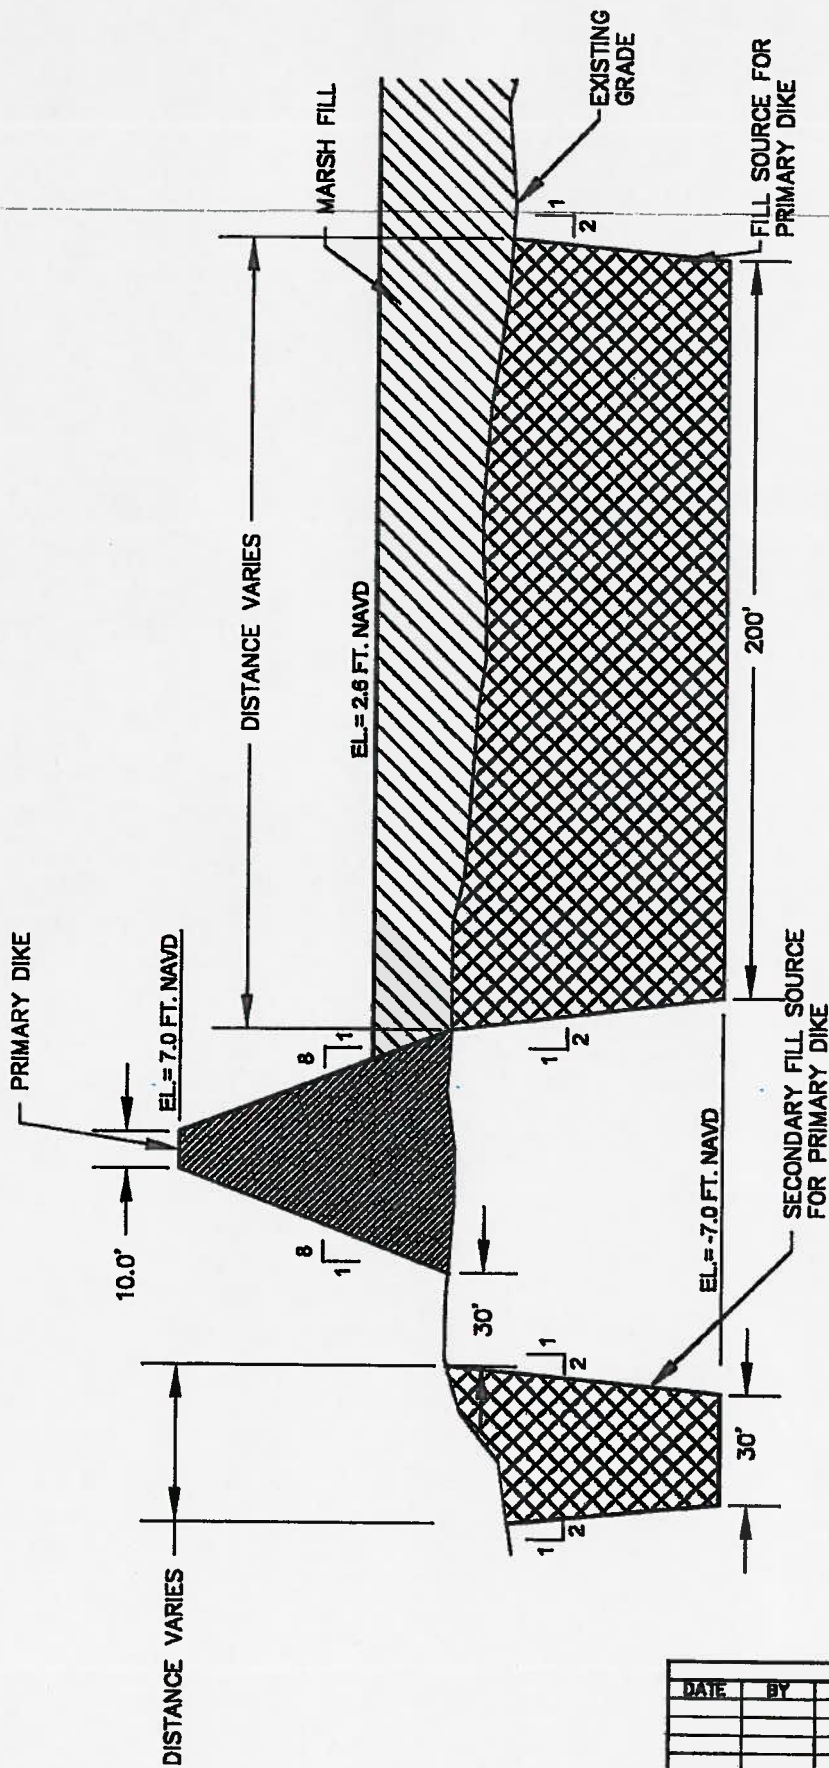 PRIMARY DIKE
10.0'
EL.= 7.0 FT. NAVD
DISTANCE VARIES
MARSH FILL
DISTANCE VARIES
8
1
8
1
EL.= 2.6 FT. NAVD
EXISTING
GRADE
30'
1
2
1
2
1
2
1
2
FILL SOURCE FOR
PRIMARY DIKE
30'
EL.= -7.0 FT. NAVD
200'
SECONDARY FILL SOURCE
FOR PRIMARY DIKE
DATE
BY